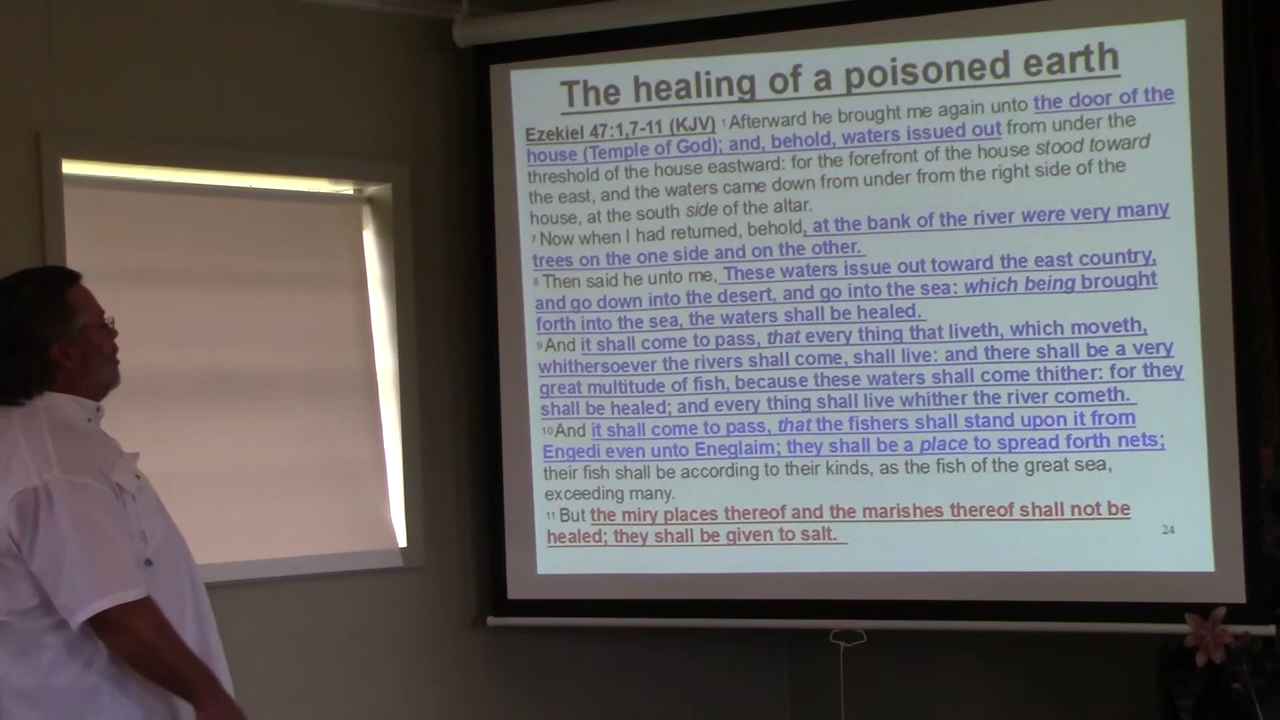 The healing of a poisoned earth
Ezekiel 47:1,7-11 (KJV) 1 Afterward he brought me again unto the door of the
house (Temple of God); and, behold, waters issued out from under the
threshold of the house eastward: for the forefront of the house stood toward
the east, and the waters came down from under from the right side of the
house, at the south side of the altar.
7 Now when I had returned, behold, at the bank of the river were very many
trees on the one side and on the other.
8 Then said he unto me, These waters issue out toward the east country,
and go down into the desert, and go into the sea: which being brought
forth into the sea, the waters shall be healed.
9 And it shall come to pass, that every thing that liveth, which moveth,
whithersoever the rivers shall come, shall live: and there shall be a very
great multitude of fish, because these waters shall come thither: for they
shall be healed; and every thing shall live whither the river cometh.
10 And it shall come to pass, that the fishers shall stand upon it from
Engedi even unto Eneglaim; they shall be a place to spread forth nets;
their fish shall be according to their kinds, as the fish of the great sea,
exceeding many.
11 But the miry places thereof and the marishes thereof shall not be
healed; they shall be given to salt.
24